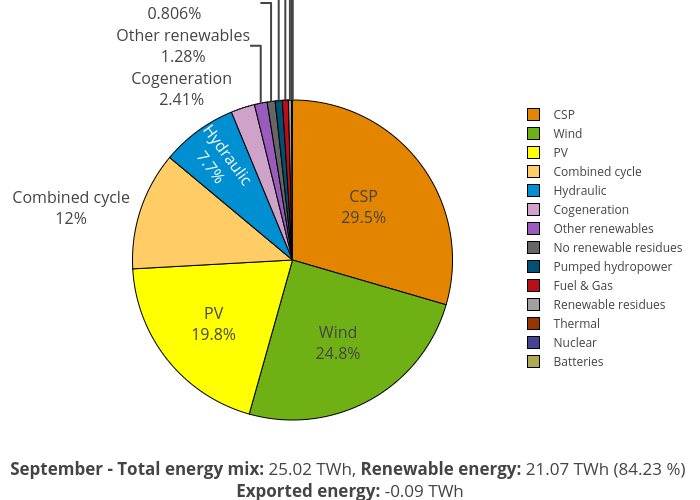 0.806%
Other renewables
1.28%
Cogeneration
2.41%
Hydraulic
7.7%
Combined cycle
12%
CSP
29.5%
PV
19.8%
Wind
24.8%
CSP
Wind
PV
Combined cycle
Hydraulic
Cogeneration
Other renewables
No renewable residues
Pumped hydropower
Fuel & Gas
Renewable residues
Thermal
Nuclear
Batteries
September - Total energy mix: 25.02 TWh, Renewable energy: 21.07 TWh (84.23 %)
Exported energy: -0.09 TWh